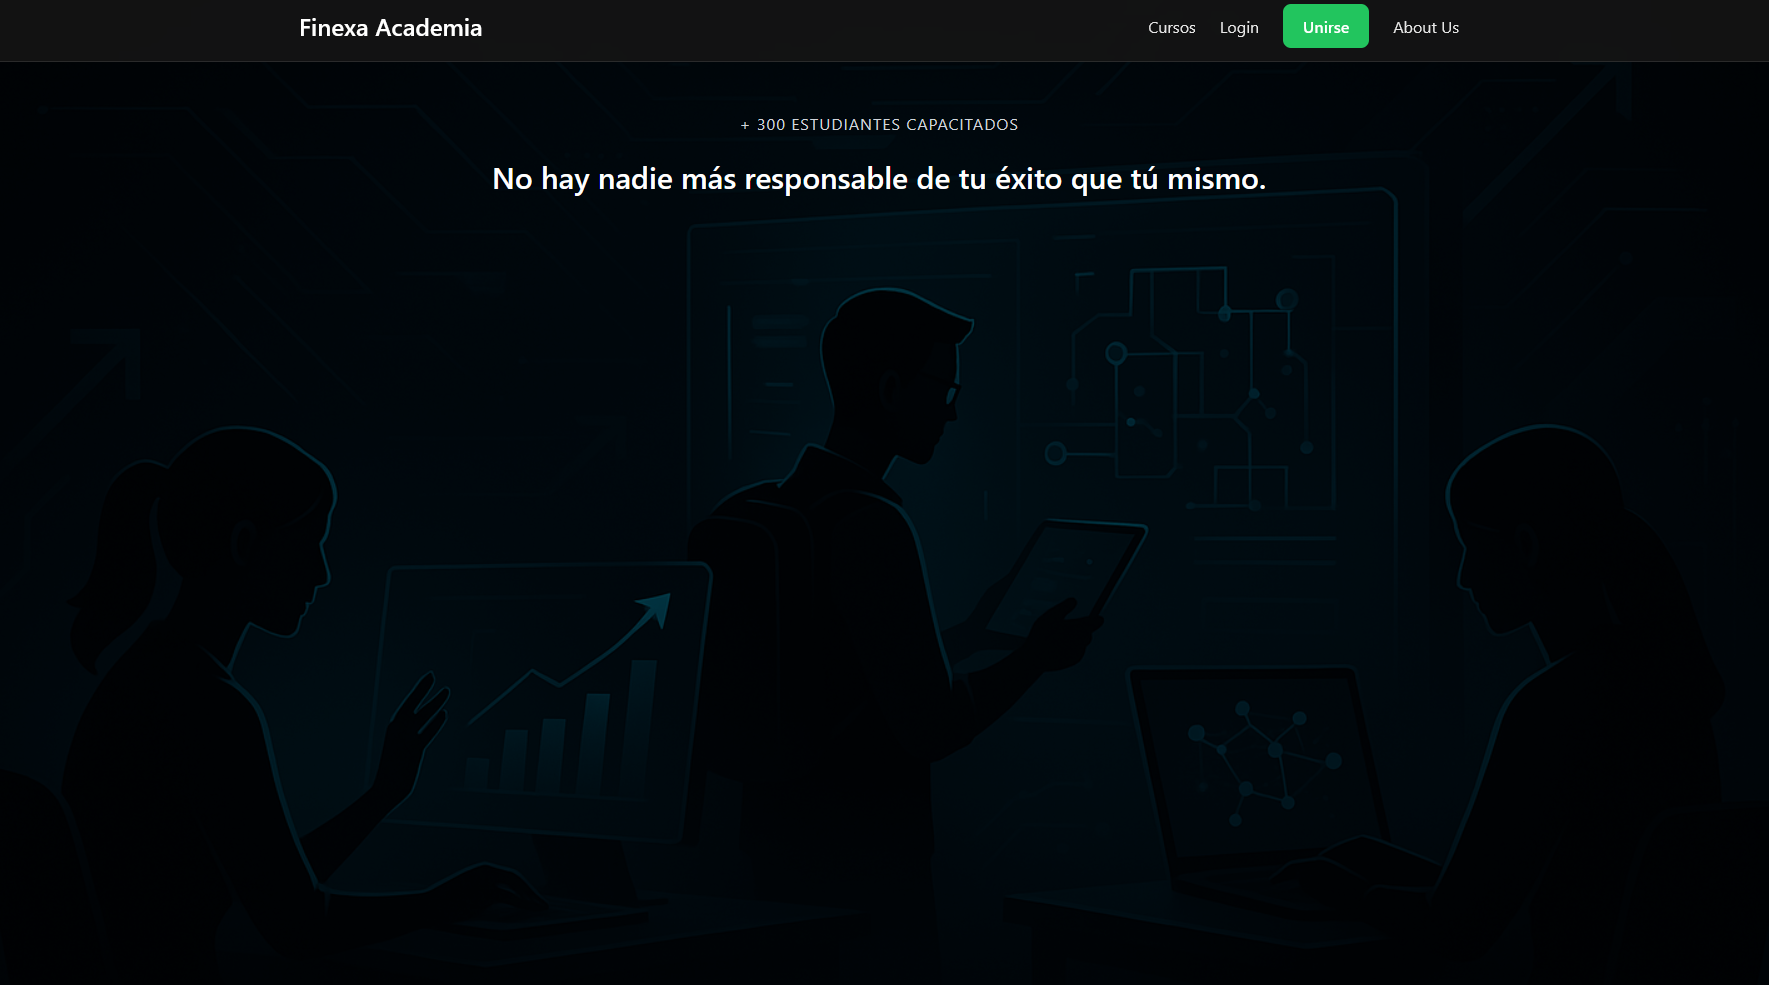 Finexa Academia
Cursos Login Unirse About Us
+ 300 ESTUDIANTES CAPACITADOS
No hay nadie más responsable de tu éxito que tú mismo.